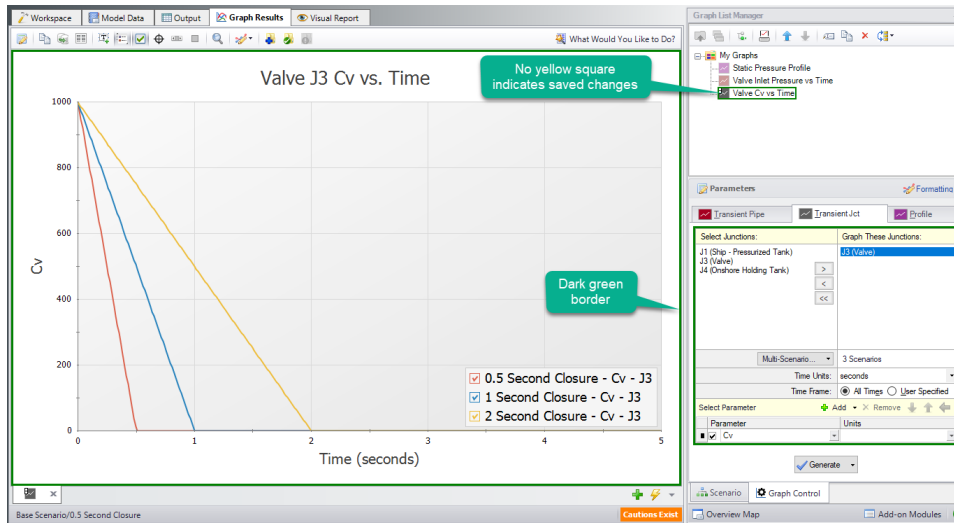 Workspace
Model Data
Output
Graph Results
Visual Report
What Would You Like to Do?
Valve J3 Cv vs. Time
No yellow square
indicates saved changes
1000
800
600
400
200
0
Cv
0
1
2
3
4
5
Time (seconds)
0.5 Second Closure - Cv - J3
1 Second Closure - Cv - J3
2 Second Closure - Cv - J3
Base Scenario/0.5 Second Closure
Cautions Exist
Graph List Manager
My Graphs
Static Pressure Profile
Valve Inlet Pressure vs Time
Valve Cv vs Time
Parameters
Formatting
Transient Pipe
Transient Jct
Profile
Select Junctions:
Graph These Junctions:
J1 (Ship - Pressurized Tank)
J3 (Valve)
J4 (Onshore Holding Tank)
J3 (Valve)
>
<
<<
Dark green
border
Multi-Scenario...
3 Scenarios
Time Units:
seconds
Time Frame:
All Times
User Specified
Select Parameter
Add
Remove
Parameter
Units
Cv
Generate
Scenario
Graph Control
Overview Map
Add-on Modules